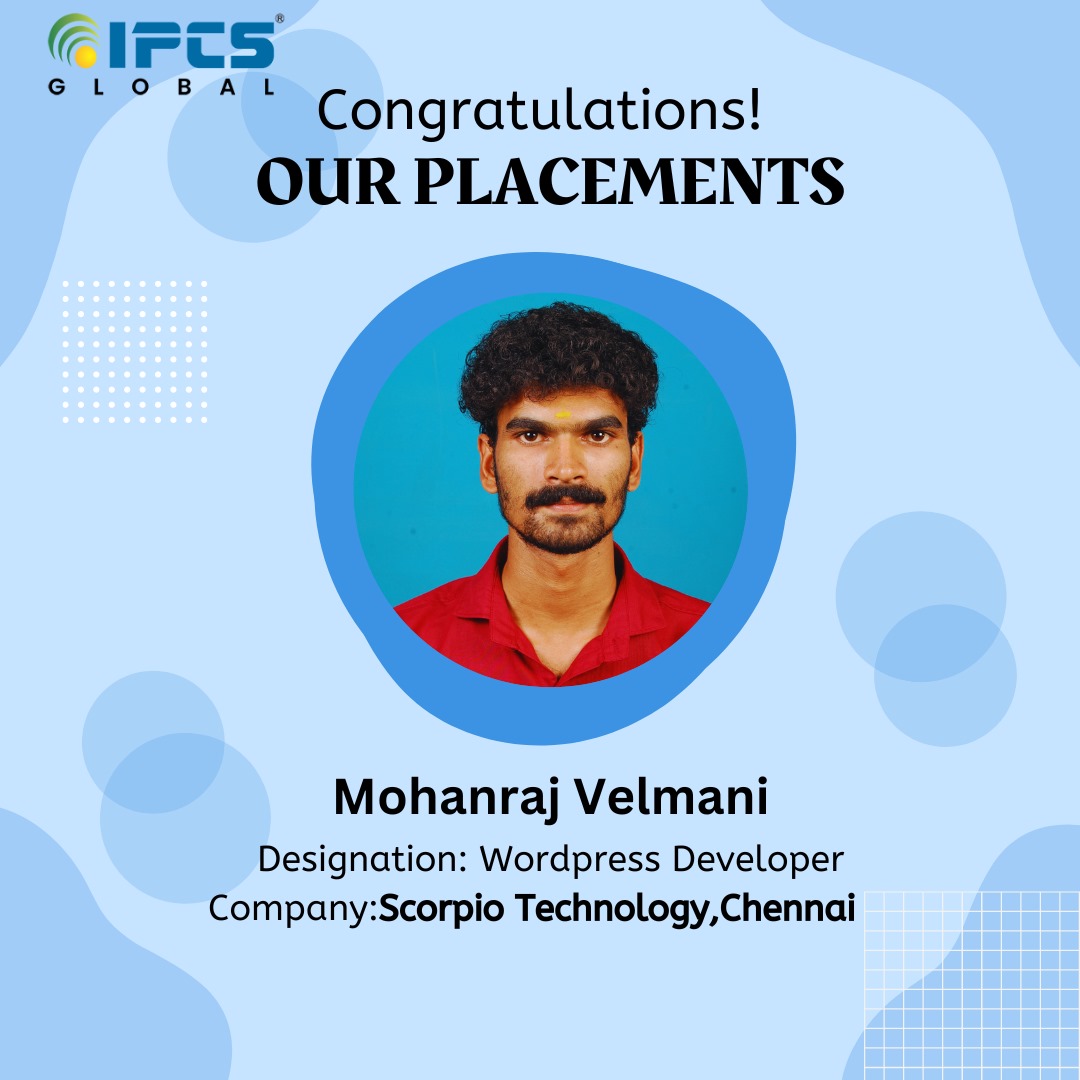 IPCS®
GLOBAL
Congratulations!
OUR PLACEMENTS
Mohanraj Velmani
Designation: Wordpress Developer
Company:Scorpio Technology,Chennai